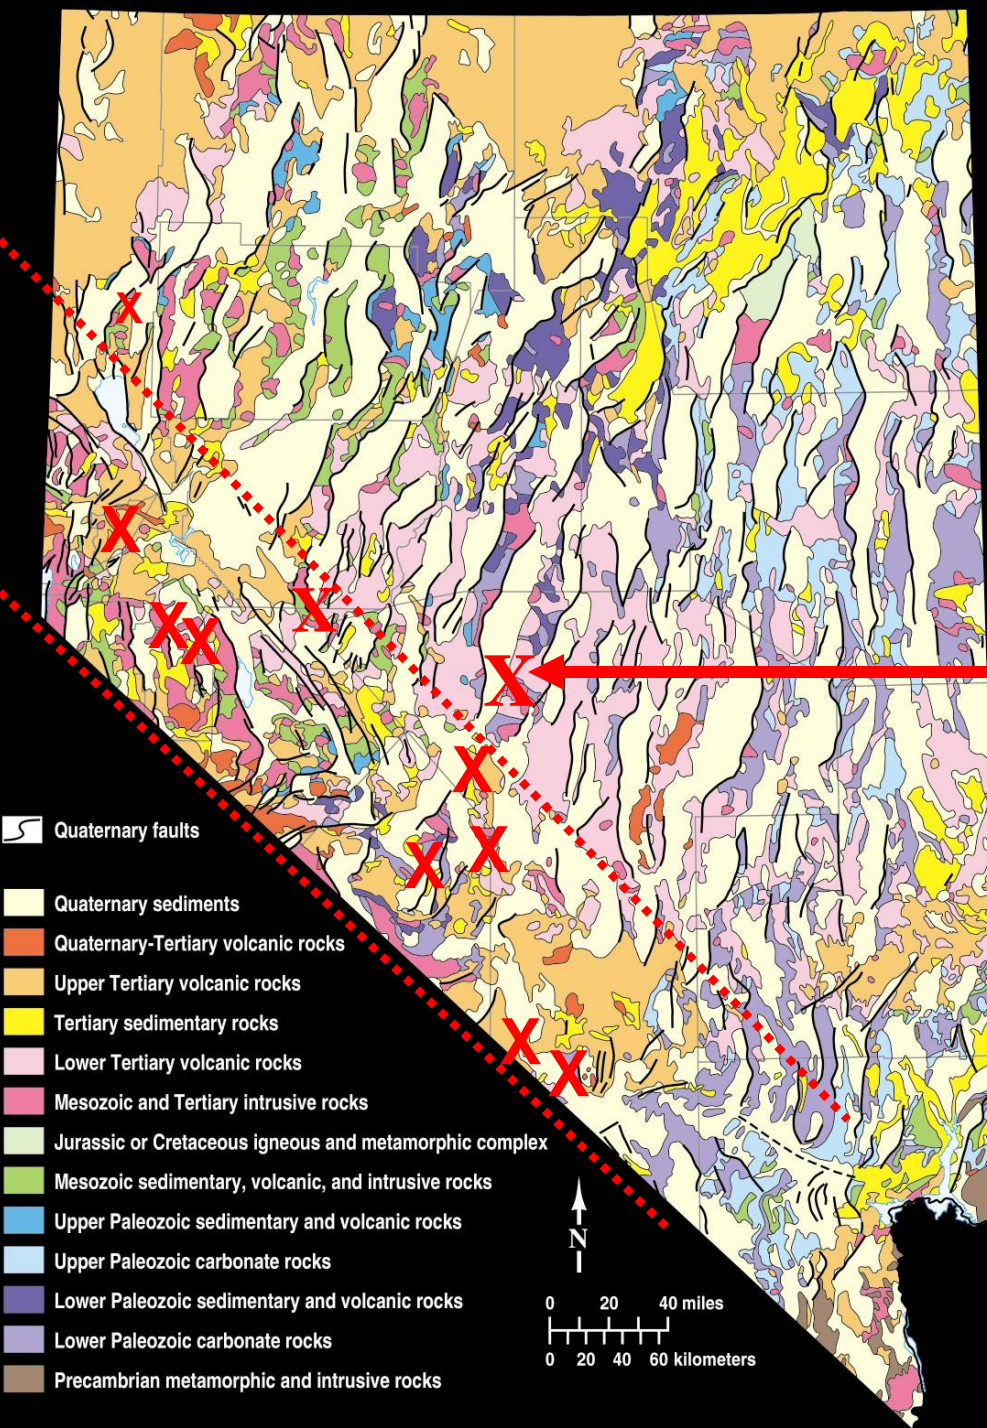 X
X
X
X
X
X
X
X
X
X
X
Quaternary faults
Quaternary sediments
Quaternary-Tertiary volcanic rocks
Upper Tertiary volcanic rocks
Tertiary sedimentary rocks
Lower Tertiary volcanic rocks
Mesozoic and Tertiary intrusive rocks
Jurassic or Cretaceous igneous and metamorphic complex
Mesozoic sedimentary, volcanic, and intrusive rocks
Upper Paleozoic sedimentary and volcanic rocks
Upper Paleozoic carbonate rocks
Lower Paleozoic sedimentary and volcanic rocks
Lower Paleozoic carbonate rocks
Precambrian metamorphic and intrusive rocks
N
0 20 40 miles
0 20 40 60 kilometers